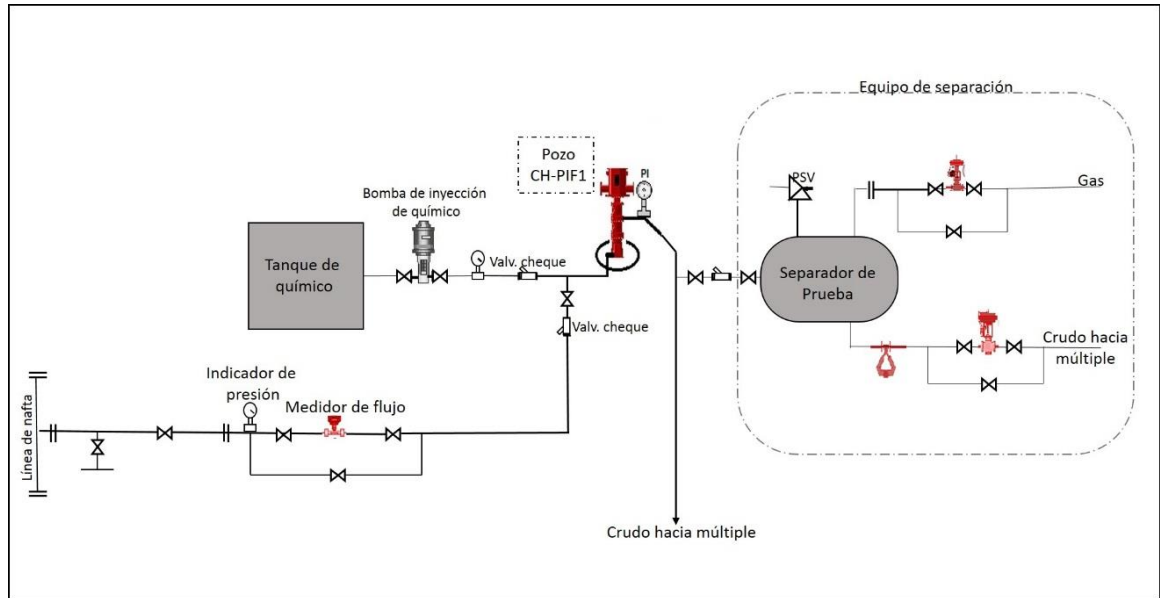 Equipo de separación
Pozo
CH-PIF1
PI
PSV
Gas
Bomba de inyección
de químico
Tanque de
químico
Valv. cheque
Separador de
Prueba
Valv. cheque
Crudo hacia
múltiple
Indicador de
presión
Medidor de flujo
Línea de nafta
Crudo hacia múltiple